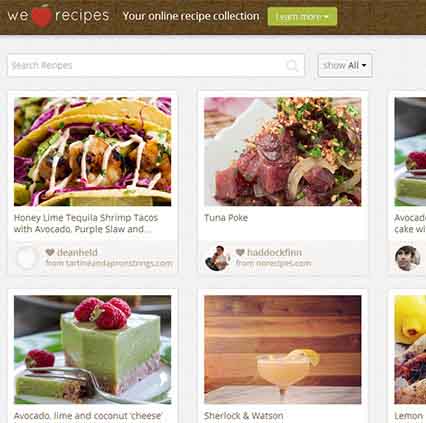 we recipes Your online recipe collection Learn more
Search Recipes
show All
Honey Lime Tequila Shrimp Tacos
with Avocado, Purple Slaw and...
deanheld
from tartineandapronstrings.com
Tuna Poke
haddockfinn
from norecipes.com
Avocad
cake wi
Avocado, lime and coconut 'cheese'
Sherlock & Watson
Lemon